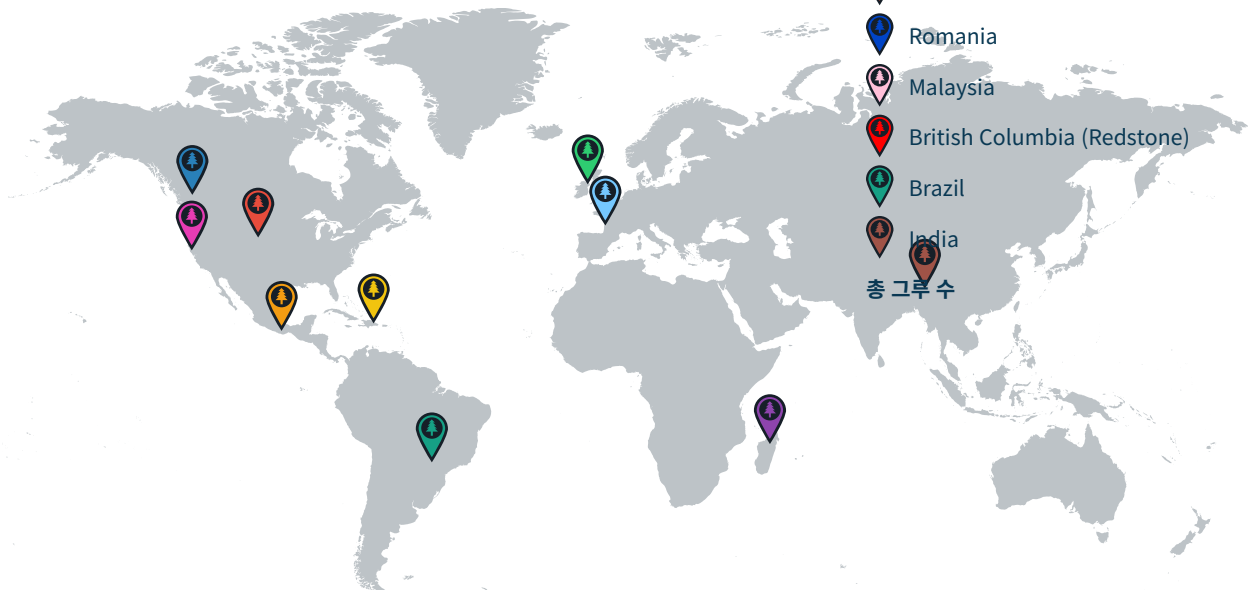 Romania
Malaysia
British Columbia (Redstone)
Brazil
India
총 그루 수